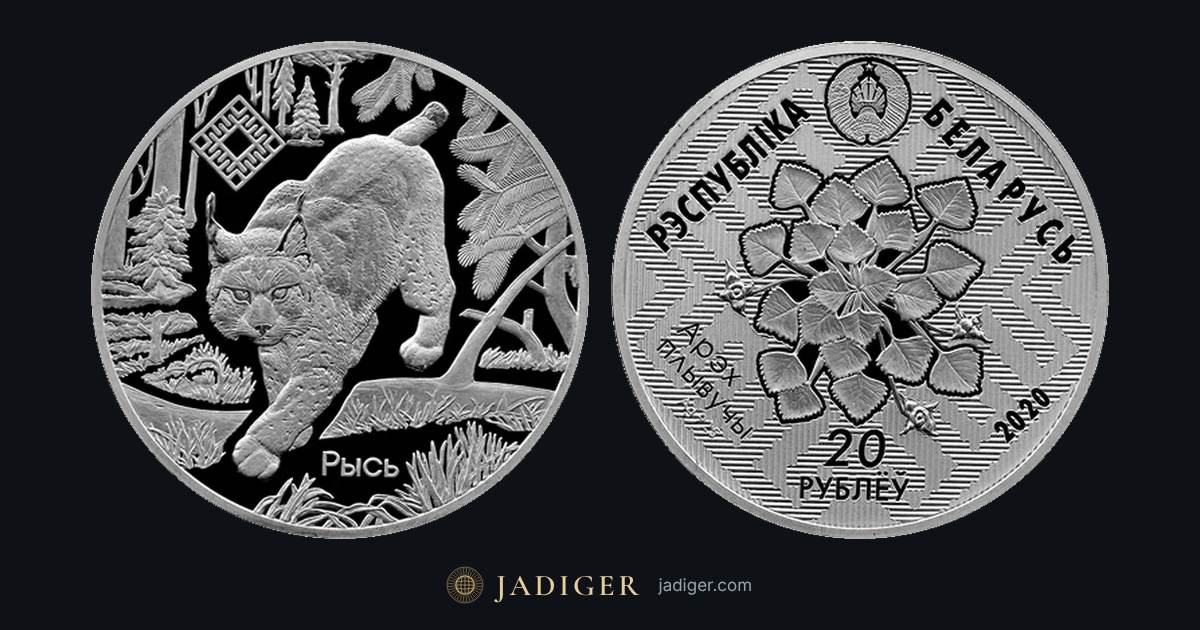 Рысь
РЭСПУБЛІКА БЕЛАРУСЬ
Арэх
плывучы
2020
20
РУБЛЁЎ
JADIGER jadiger.com